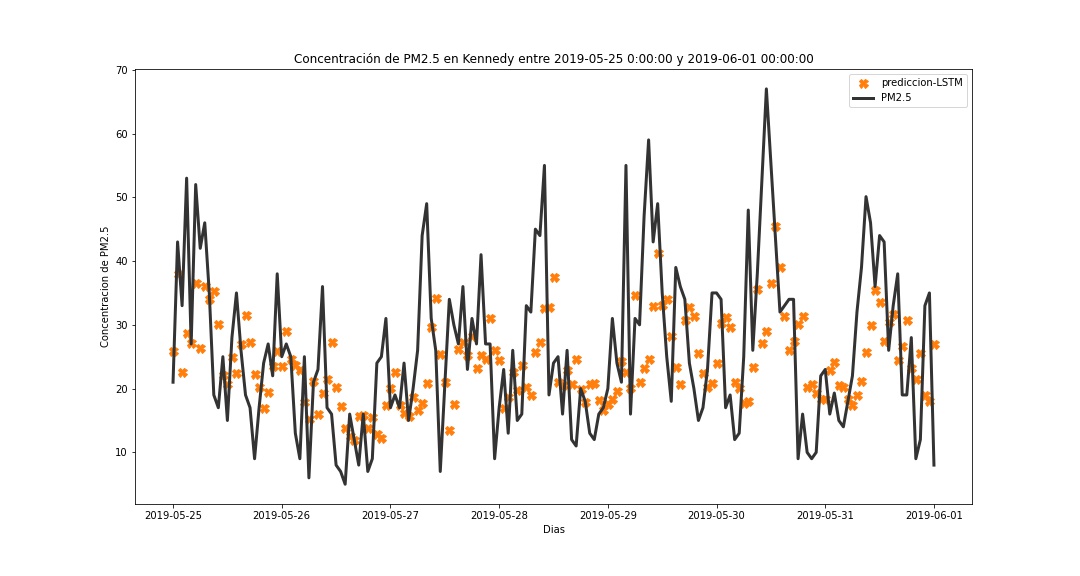 Concentración de PM2.5 en Kennedy entre 2019-05-25 0:00:00 y 2019-06-01 00:00:00
prediccion-LSTM
PM2.5
70
60
50
40
30
20
10
Concentracion de PM2.5
2019-05-25 2019-05-26 2019-05-27 2019-05-28 2019-05-29 2019-05-30 2019-05-31 2019-06-01
Dias